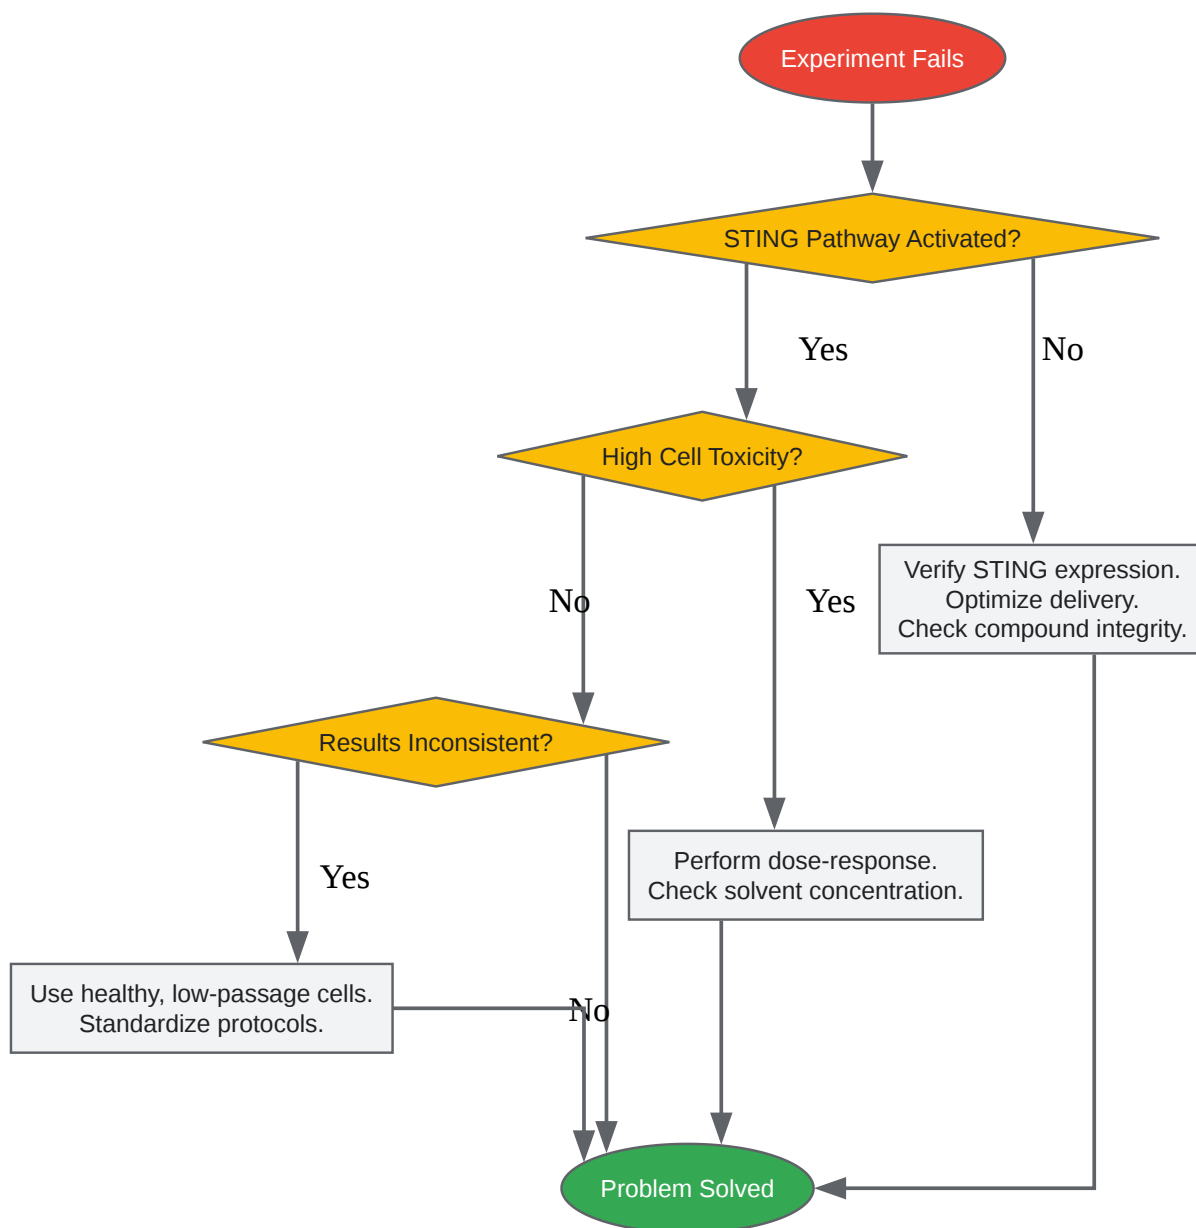 Experiment Fails
STING Pathway Activated?
Yes
No
High Cell Toxicity?
No
Yes
Verify STING expression.
Optimize delivery.
Check compound integrity.
Results Inconsistent?
Yes
Perform dose-response.
Check solvent concentration.
Use healthy, low-passage cells.
Standardize protocols.
No
Problem Solved